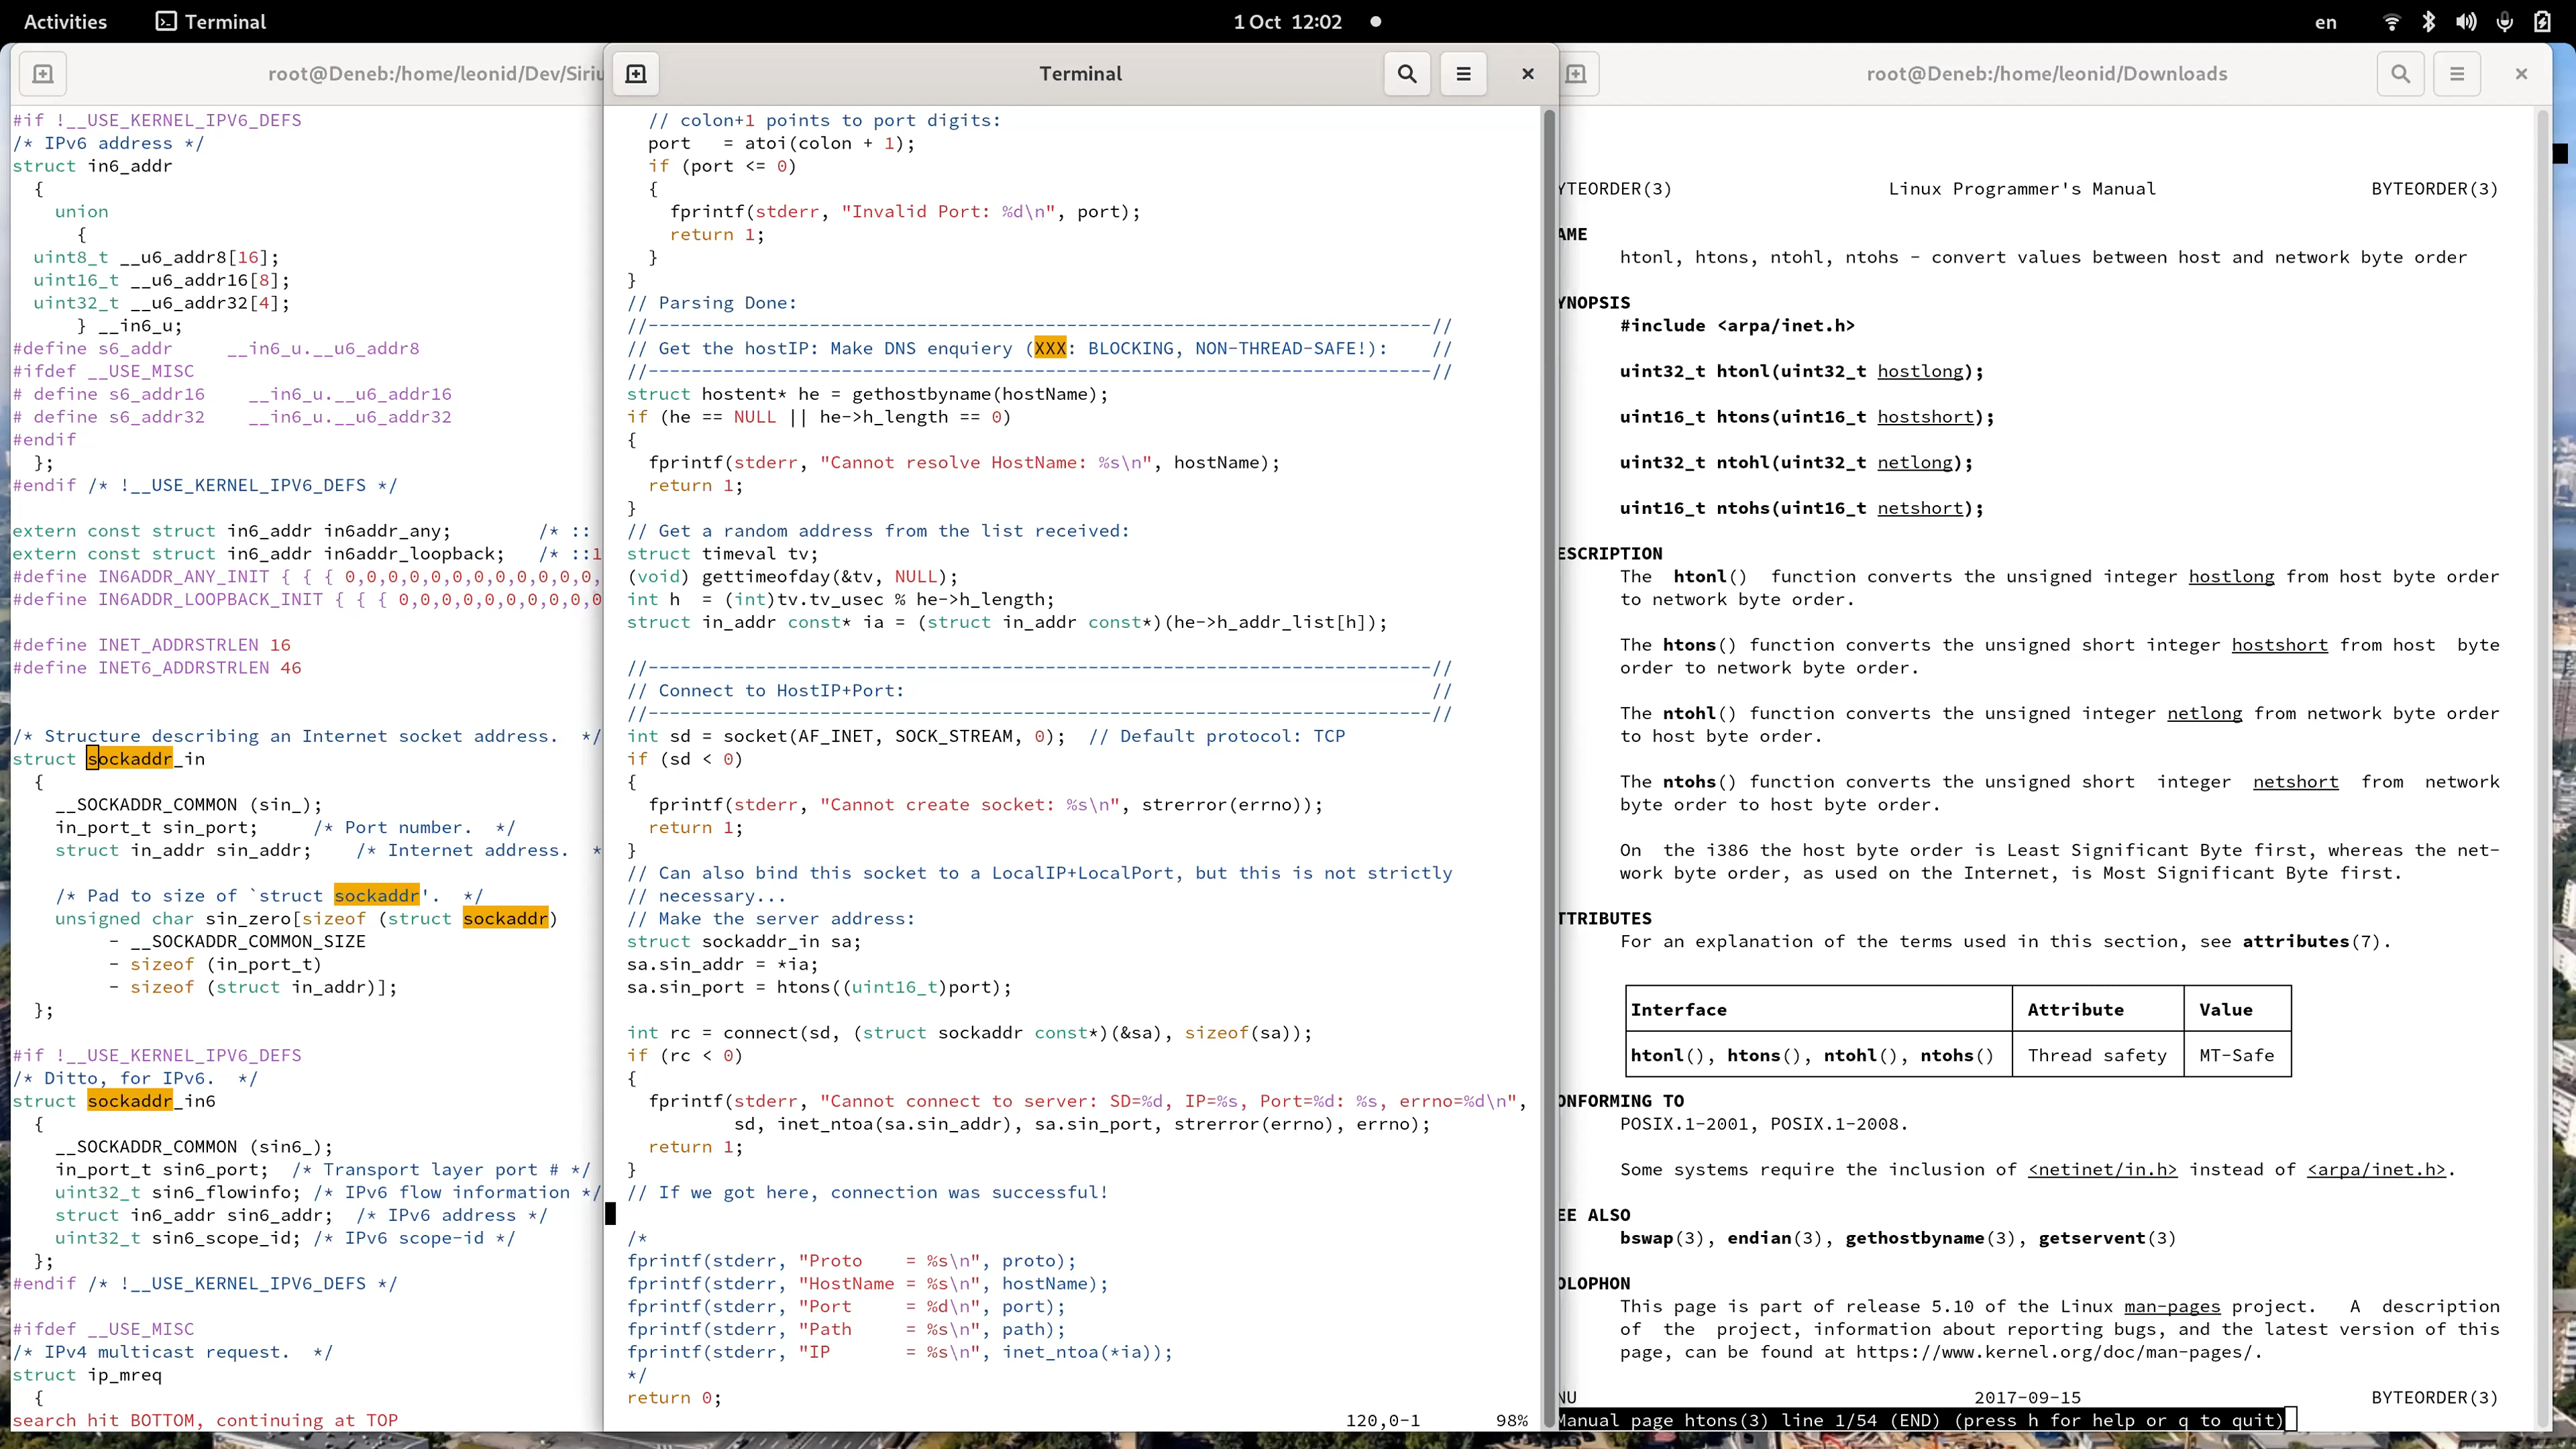 Activities Terminal 1 Oct 12:02 en
root@Deneb:/home/leonid/Dev/Siriu
#if !__USE_KERNEL_IPV6_DEFS
/* IPv6 address */
struct in6_addr
{
union
{
uint8_t __u6_addr8[16];
uint16_t __u6_addr16[8];
uint32_t __u6_addr32[4];
} __in6_u;
#define s6_addr __in6_u.__u6_addr8
#ifdef __USE_MISC
# define s6_addr16 __in6_u.__u6_addr16
# define s6_addr32 __in6_u.__u6_addr32
#endif
};
#endif /* !__USE_KERNEL_IPV6_DEFS */
extern const struct in6_addr in6addr_any; /* ::
extern const struct in6_addr in6addr_loopback; /* ::1
#define IN6ADDR_ANY_INIT { { { 0,0,0,0,0,0,0,0,0,0,0,0,
#define IN6ADDR_LOOPBACK_INIT { { { 0,0,0,0,0,0,0,0,0,0
#define INET_ADDRSTRLEN 16
#define INET6_ADDRSTRLEN 46
/* Structure describing an Internet socket address. */
struct sockaddr_in
{
__SOCKADDR_COMMON (sin_);
in_port_t sin_port; /* Port number. */
struct in_addr sin_addr; /* Internet address. *
/* Pad to size of `struct sockaddr'. */
unsigned char sin_zero[sizeof (struct sockaddr)
- __SOCKADDR_COMMON_SIZE
- sizeof (in_port_t)
- sizeof (struct in_addr)];
};
#if !__USE_KERNEL_IPV6_DEFS
/* Ditto, for IPv6. */
struct sockaddr_in6
{
__SOCKADDR_COMMON (sin6_);
in_port_t sin6_port; /* Transport layer port # */
uint32_t sin6_flowinfo; /* IPv6 flow information */
struct in6_addr sin6_addr; /* IPv6 address */
uint32_t sin6_scope_id; /* IPv6 scope-id */
};
#endif /* !__USE_KERNEL_IPV6_DEFS */
#ifdef __USE_MISC
/* IPv4 multicast request. */
struct ip_mreq
{
search hit BOTTOM, continuing at TOP
Terminal
// colon+1 points to port digits:
port = atoi(colon + 1);
if (port <= 0)
{
fprintf(stderr, "Invalid Port: %d\n", port);
return 1;
}
}
// Parsing Done:
//-------------------------------------------------------------------------//
// Get the hostIP: Make DNS enquiery (XXX: BLOCKING, NON-THREAD-SAFE!): //
//-------------------------------------------------------------------------//
struct hostent* he = gethostbyname(hostName);
if (he == NULL || he->h_length == 0)
{
fprintf(stderr, "Cannot resolve HostName: %s\n", hostName);
return 1;
}
// Get a random address from the list received:
struct timeval tv;
(void) gettimeofday(&tv, NULL);
int h = (int)tv.tv_usec % he->h_length;
struct in_addr const* ia = (struct in_addr const*)(he->h_addr_list[h]);
//-------------------------------------------------------------------------//
// Connect to HostIP+Port: //
//-------------------------------------------------------------------------//
int sd = socket(AF_INET, SOCK_STREAM, 0); // Default protocol: TCP
if (sd < 0)
{
fprintf(stderr, "Cannot create socket: %s\n", strerror(errno));
return 1;
}
// Can also bind this socket to a LocalIP+LocalPort, but this is not strictly
// necessary...
// Make the server address:
struct sockaddr_in sa;
sa.sin_addr = *ia;
sa.sin_port = htons((uint16_t)port);
int rc = connect(sd, (struct sockaddr const*)(&sa), sizeof(sa));
if (rc < 0)
{
fprintf(stderr, "Cannot connect to server: SD=%d, IP=%s, Port=%d: %s, errno=%d\n",
sd, inet_ntoa(sa.sin_addr), sa.sin_port, strerror(errno), errno);
return 1;
}
// If we got here, connection was successful!
/*
fprintf(stderr, "Proto = %s\n", proto);
fprintf(stderr, "HostName = %s\n", hostName);
fprintf(stderr, "Port = %d\n", port);
fprintf(stderr, "Path = %s\n", path);
fprintf(stderr, "IP = %s\n", inet_ntoa(*ia));
*/
return 0;
120,0-1 98%
root@Deneb:/home/leonid/Downloads
YTEORDER(3) Linux Programmer's Manual BYTEORDER(3)
AME
htonl, htons, ntohl, ntohs - convert values between host and network byte order
YNOPSIS
#include <arpa/inet.h>
uint32_t htonl(uint32_t hostlong);
uint16_t htons(uint16_t hostshort);
uint32_t ntohl(uint32_t netlong);
uint16_t ntohs(uint16_t netshort);
ESCRIPTION
The htonl() function converts the unsigned integer hostlong from host byte order
to network byte order.
The htons() function converts the unsigned short integer hostshort from host byte
order to network byte order.
The ntohl() function converts the unsigned integer netlong from network byte order
to host byte order.
The ntohs() function converts the unsigned short integer netshort from network
byte order to host byte order.
On the i386 the host byte order is Least Significant Byte first, whereas the net-
work byte order, as used on the Internet, is Most Significant Byte first.
TTRIBUTES
For an explanation of the terms used in this section, see attributes(7).
Interface Attribute Value
htonl(), htons(), ntohl(), ntohs() Thread safety MT-Safe
ONFORMING TO
POSIX.1-2001, POSIX.1-2008.
Some systems require the inclusion of <netinet/in.h> instead of <arpa/inet.h>.
EE ALSO
bswap(3), endian(3), gethostbyname(3), getservent(3)
OLOPHON
This page is part of release 5.10 of the Linux man-pages project. A description
of the project, information about reporting bugs, and the latest version of this
page, can be found at https://www.kernel.org/doc/man-pages/.
NU 2017-09-15 BYTEORDER(3)
Manual page htons(3) line 1/54 (END) (press h for help or q to quit)